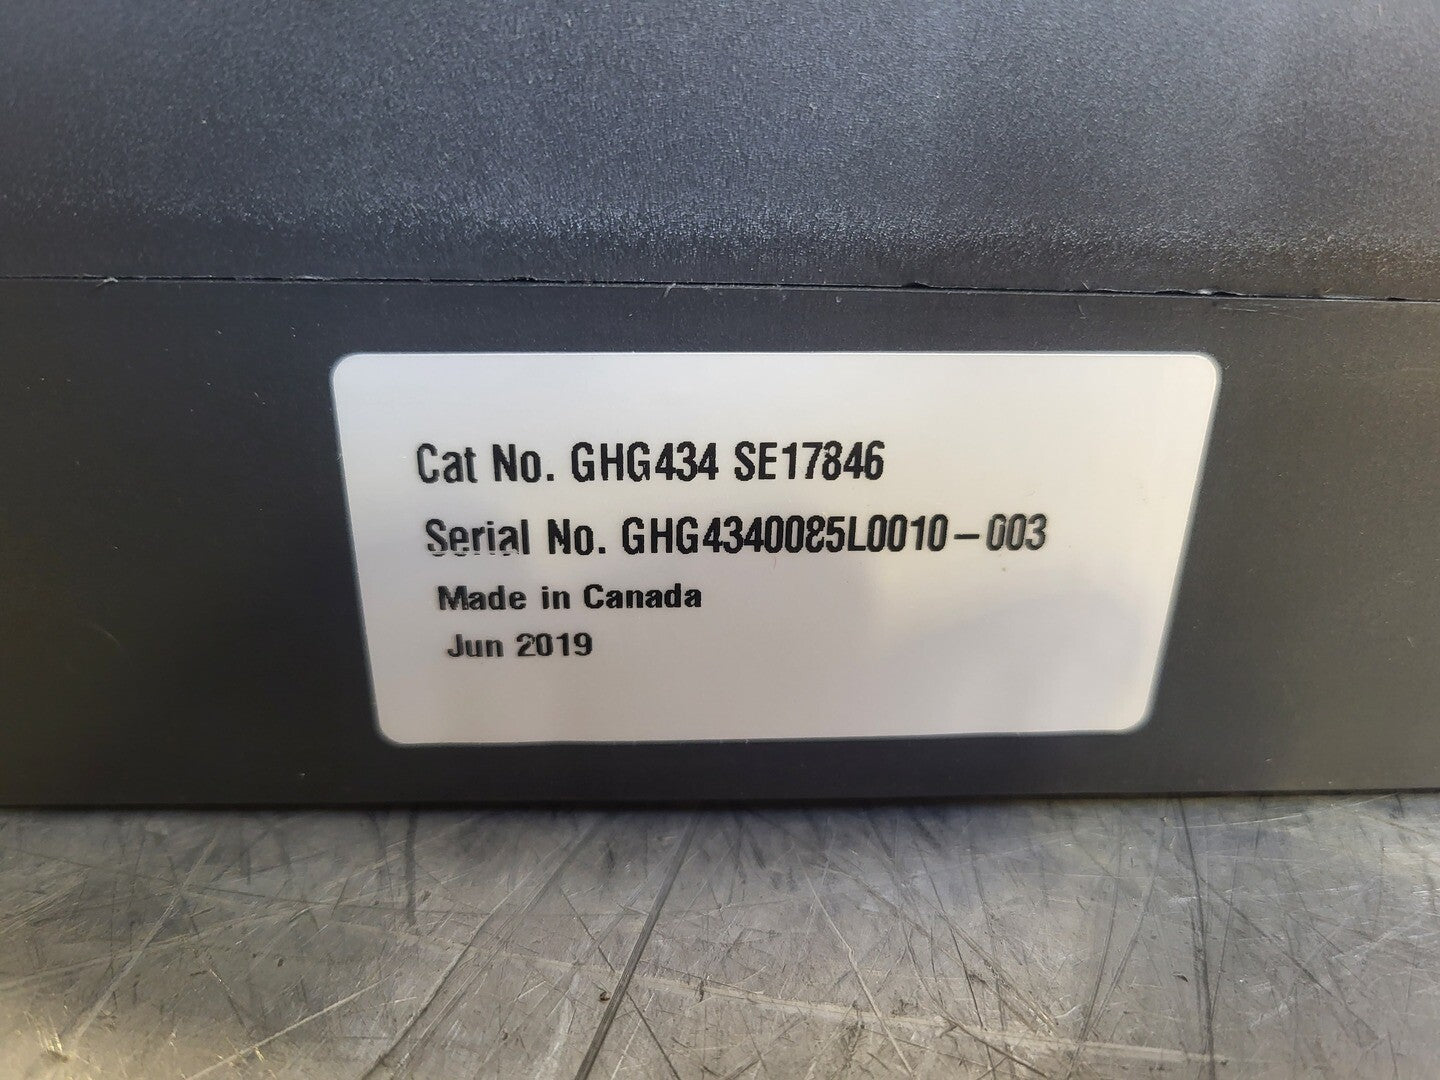 Cat No. GHG434 SE17846
Serial No. GHG4340085L0010-003
Made in Canada
Jun 2019